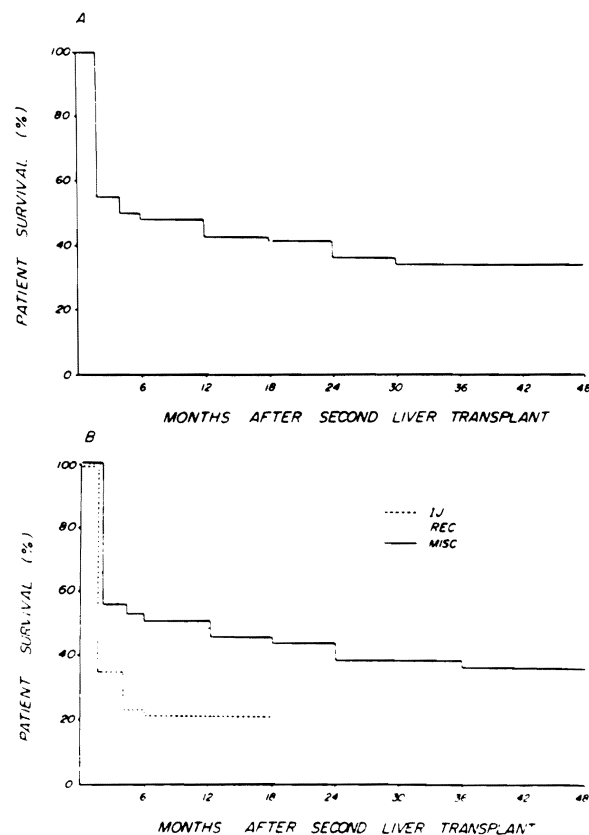 A
100
80
60
40
20
0
PATIENT SURVIVAL (%)
6 12 18 24 30 36 42 48
MONTHS AFTER SECOND LIVER TRANSPLANT
B
100
80
60
40
20
0
PATIENT SURVIVAL (%)
IJ
REC
MISC
6 12 18 24 30 36 42 48
MONTHS AFTER SECOND LIVER TRANSPLANT